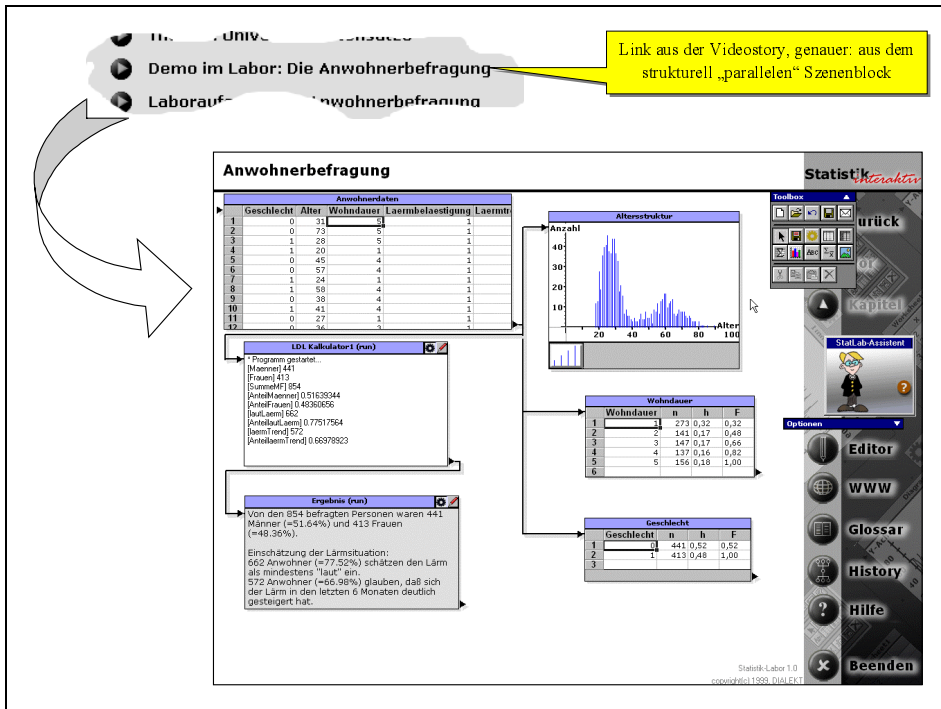 Demo im Labor: Die Anwohnerbefragung
Link aus der Videostory, genauer: aus dem
strukturell „parallelen“ Szenenblock
Anwohnerbefragung
Statistik
interaktiv
Anwohnerdaten
Geschlecht Alter Wohndauer Laermbelaestigung Laermtr
1 0 31 5 1
2 0 73 5 1
3 1 28 5 1
4 1 20 1 1
5 0 45 4 1
6 0 57 4 1
7 1 24 1 1
8 1 58 4 1
9 0 38 4 1
10 1 41 4 1
11 0 27 1 1
12 0 36 3 1
Altersstruktur
Anzahl
40
30
20
10
20 40 60 80 100
Alter
Toolbox
urück
Kapitel
StatLab-Assistent
Optionen
Editor
WWW
Glossar
History
Hilfe
Beenden
LDL Kalkulator1 (run)
* Programm gestartet...
[Maenner] 441
[Frauen] 413
[SummeMF] 854
[AnteilMaenner] 0.51639344
[AnteilFrauen] 0.48360656
[lautLaerm] 662
[AnteillautLaerm] 0.77517564
[laermTrend] 572
[AnteillaermTrend] 0.66978923
Wohndauer
Wohndauer n h F
1 1 273 0,32 0,32
2 2 141 0,17 0,48
3 3 147 0,17 0,66
4 4 137 0,16 0,82
5 5 156 0,18 1,00
6
Ergebnis (run)
Von den 854 befragten Personen waren 441
Männer (=51.64%) und 413 Frauen
(=48.36%).
Einschätzung der Lärmsituation:
662 Anwohner (=77.52%) schätzen den Lärm
als mindestens "laut" ein.
572 Anwohner (=66.98%) glauben, daß sich
der Lärm in den letzten 6 Monaten deutlich
gesteigert hat.
Geschlecht
Geschlecht n h F
1 0 441 0,52 0,52
2 1 413 0,48 1,00
3
Statistik-Labor 1.0
copyright(c) 1999, DIALEKT